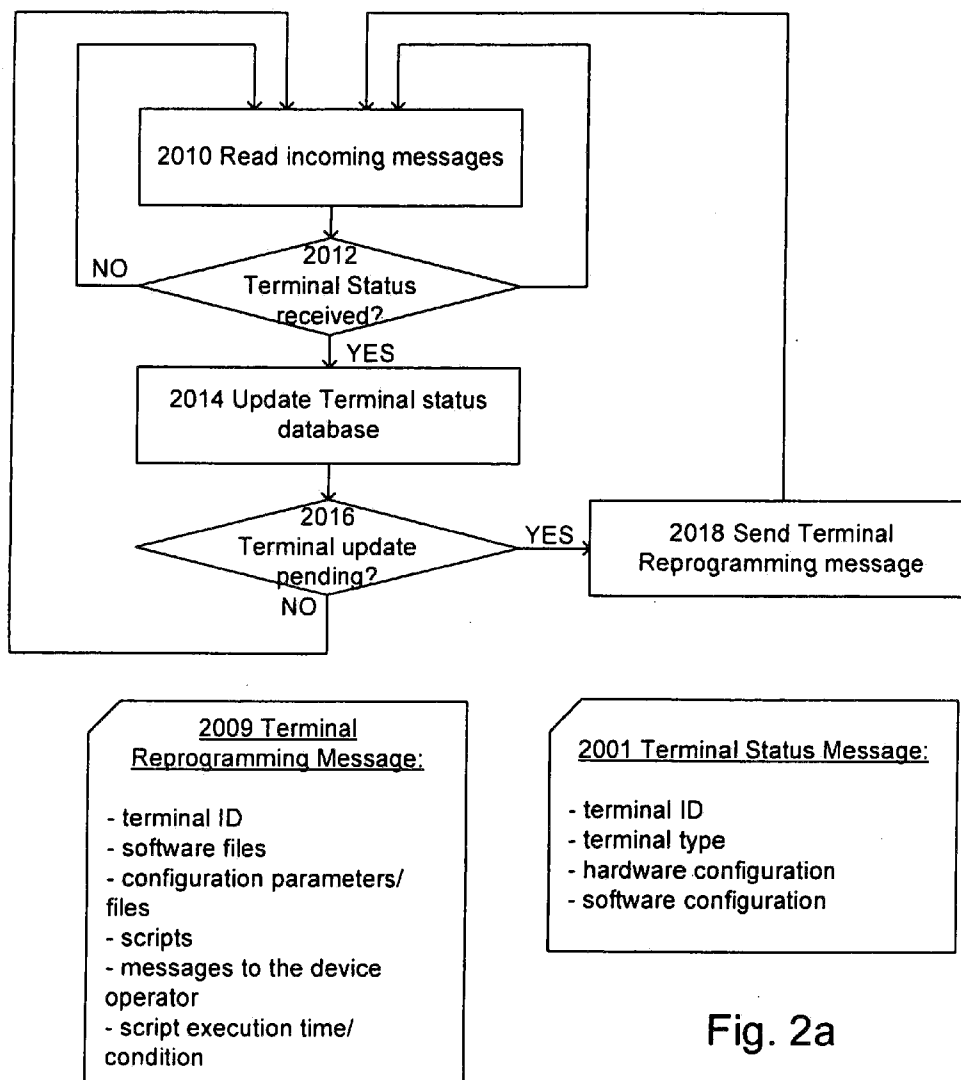 2010 Read incoming messages
2012
Terminal Status
received?
NO
YES
2014 Update Terminal status
database
2016
Terminal update
pending?
YES
NO
2018 Send Terminal
Reprogramming message
2009 Terminal
Reprogramming Message:
- terminal ID
- software files
- configuration parameters/
files
- scripts
- messages to the device
operator
- script execution time/
condition
2001 Terminal Status Message:
- terminal ID
- terminal type
- hardware configuration
- software configuration
Fig. 2a